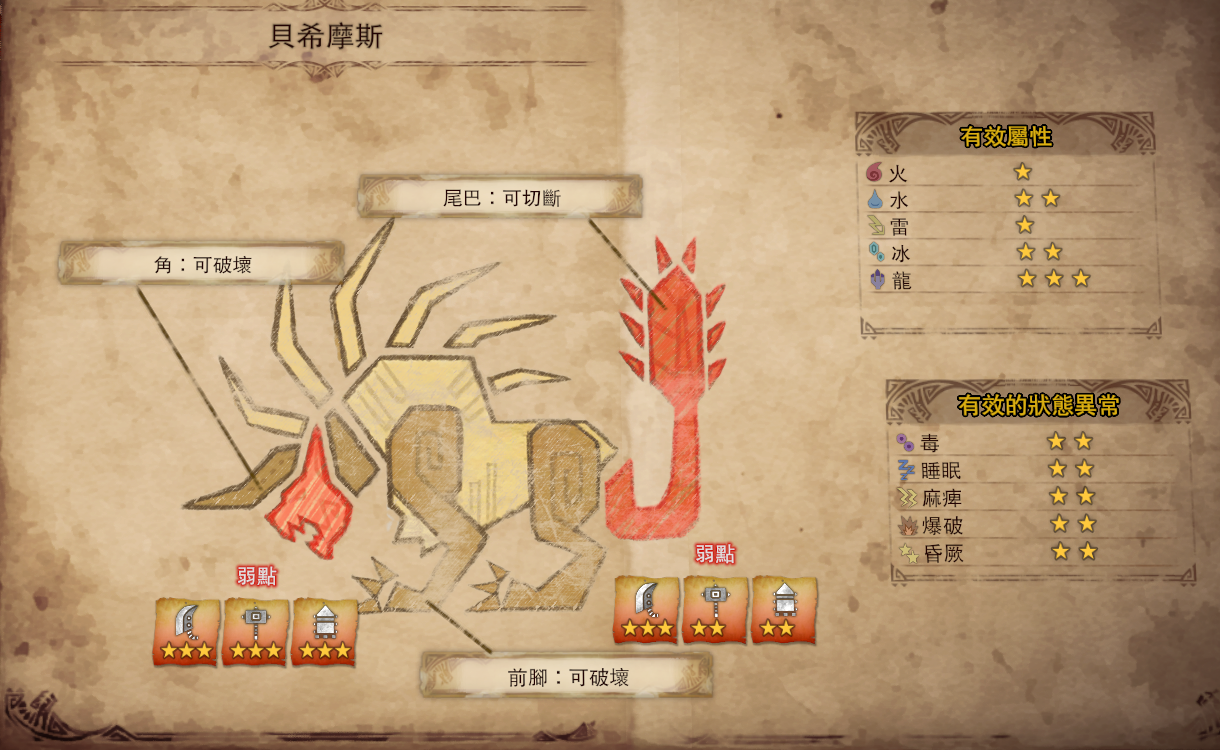 貝希摩斯
尾巴：可切斷
角：可破壞
有效屬性
火
水
雷
冰
龍
有效的狀態異常
毒
睡眠
麻痺
爆破
昏厥
弱點
弱點
前腳：可破壞